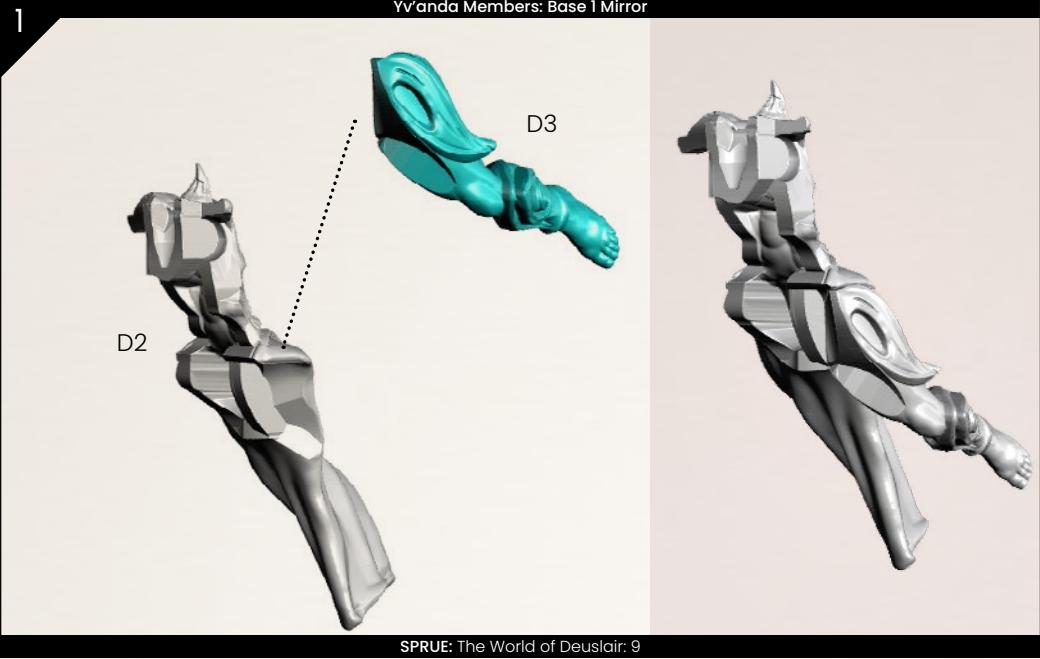 Yv'anda Members: Base 1 Mirror
1
D3
D2
SPRUE: The World of Deuslair: 9